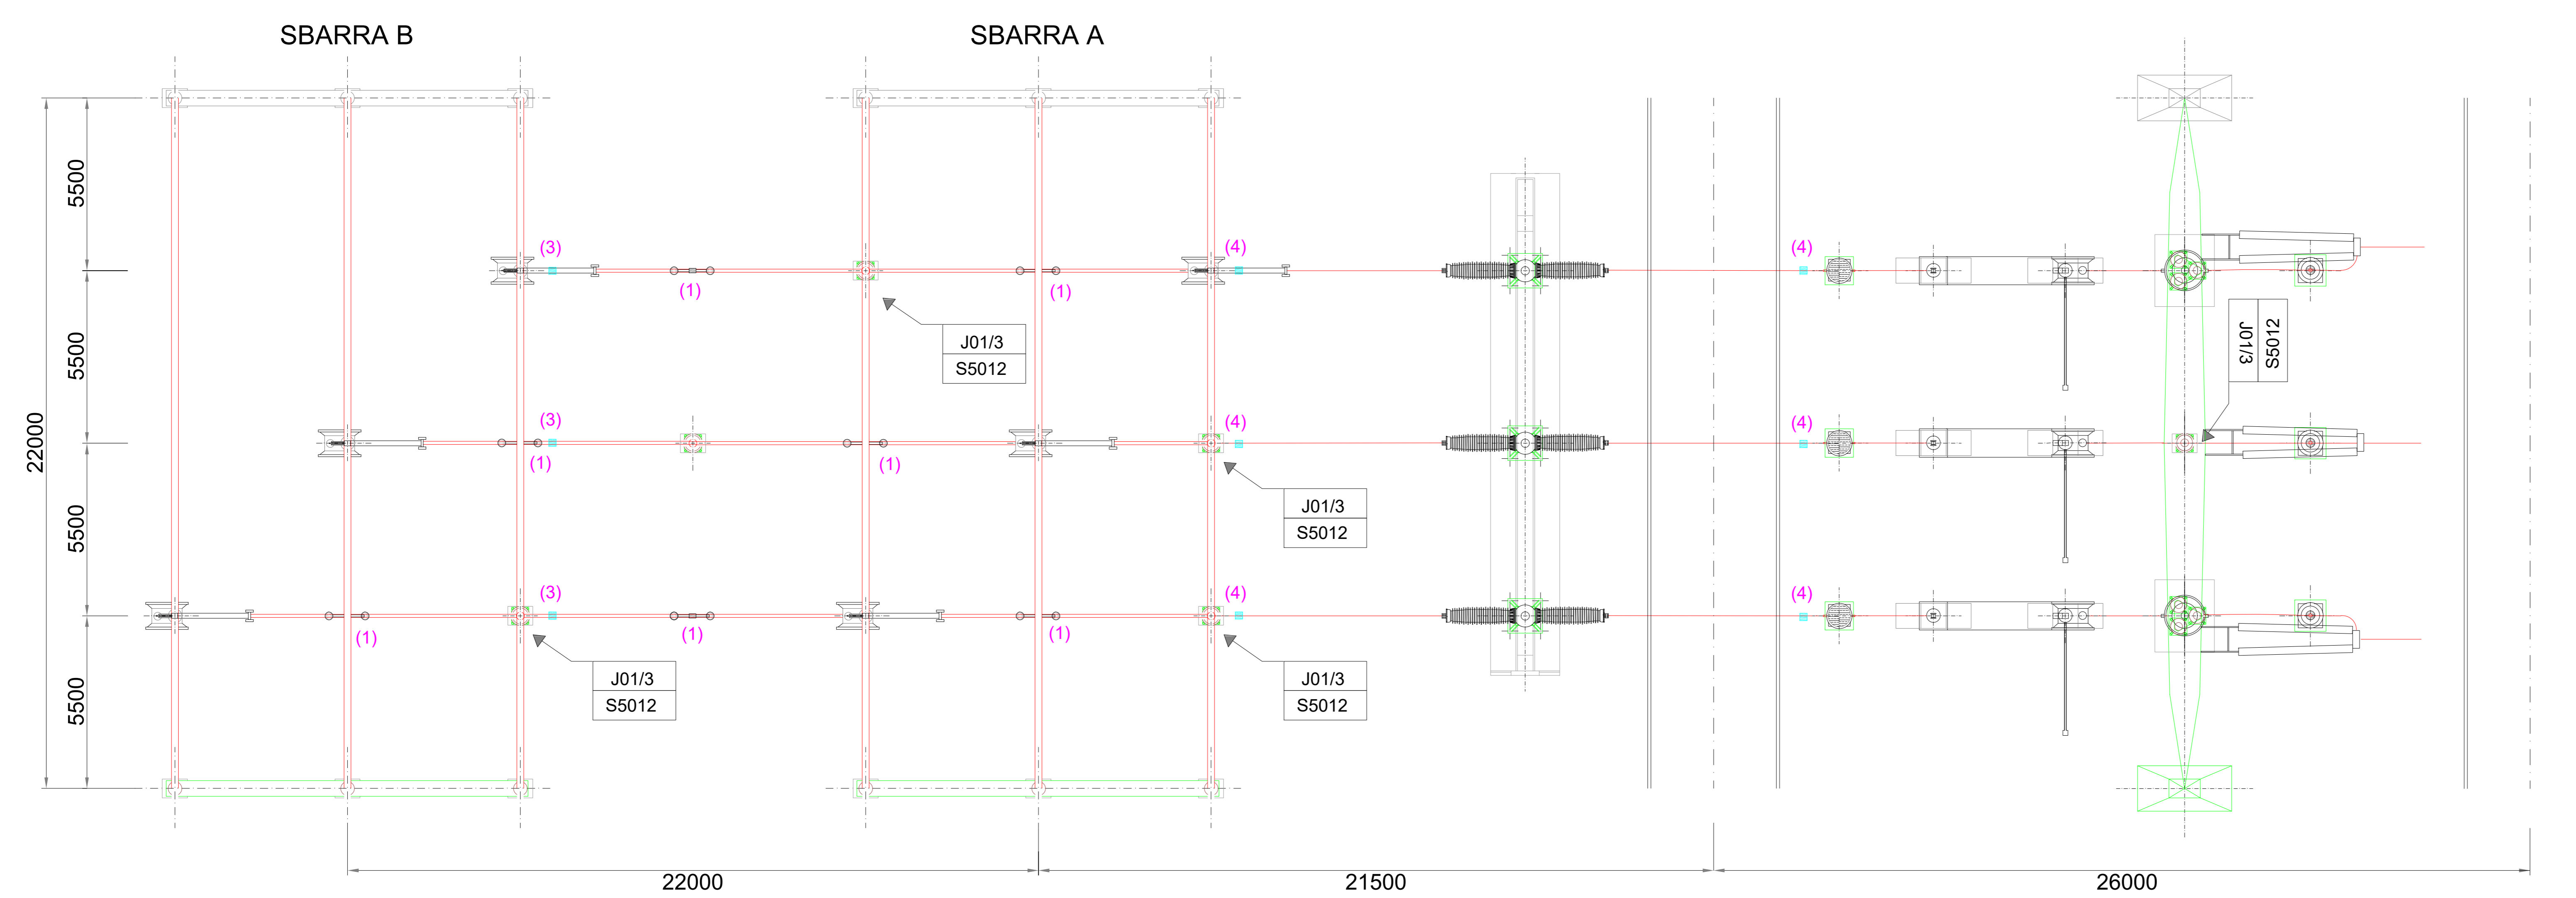 SBARRA B
SBARRA A
5500
(3)
(4)
(4)
(1)
(1)
5500
J01/3
S5012
J01/3
S5012
22000
(3)
(4)
(4)
(1)
(1)
5500
J01/3
S5012
(3)
(4)
(4)
(1)
(1)
(1)
5500
J01/3
S5012
J01/3
S5012
22000
21500
26000